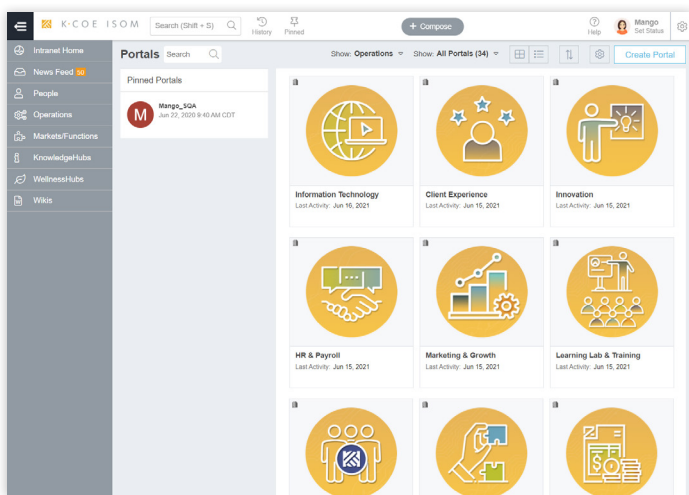 K·COE ISOM
Search (Shift + S)
History
Pinned
+ Compose
Help
Mango
Set Status
Intranet Home
News Feed 50
People
Operations
Markets/Functions
KnowledgeHubs
WellnessHubs
Wikis
Portals
Search
Show: Operations
Show: All Portals (34)
Create Portal
Pinned Portals
M
Mango_SQA
Jun 22, 2020 9:40 AM CDT
Information Technology
Last Activity: Jun 16, 2021
Client Experience
Last Activity: Jun 15, 2021
Innovation
Last Activity: Jun 15, 2021
HR & Payroll
Last Activity: Jun 15, 2021
Marketing & Growth
Last Activity: Jun 15, 2021
Learning Lab & Training
Last Activity: Jun 15, 2021